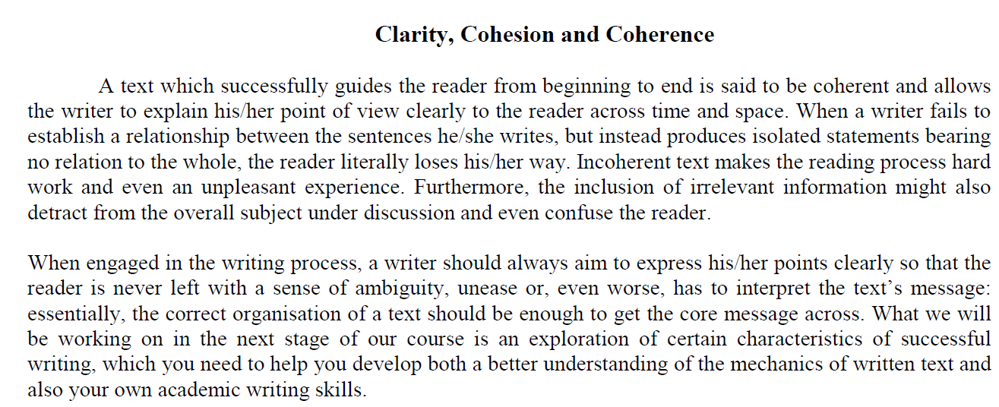 Clarity, Cohesion and Coherence
A text which successfully guides the reader from beginning to end is said to be coherent and allows
the writer to explain his/her point of view clearly to the reader across time and space. When a writer fails to
establish a relationship between the sentences he/she writes, but instead produces isolated statements bearing
no relation to the whole, the reader literally loses his/her way. Incoherent text makes the reading process hard
work and even an unpleasant experience. Furthermore, the inclusion of irrelevant information might also
detract from the overall subject under discussion and even confuse the reader.
When engaged in the writing process, a writer should always aim to express his/her points clearly so that the
reader is never left with a sense of ambiguity, unease or, even worse, has to interpret the text’s message:
essentially, the correct organisation of a text should be enough to get the core message across. What we will
be working on in the next stage of our course is an exploration of certain characteristics of successful
writing, which you need to help you develop both a better understanding of the mechanics of written text and
also your own academic writing skills.